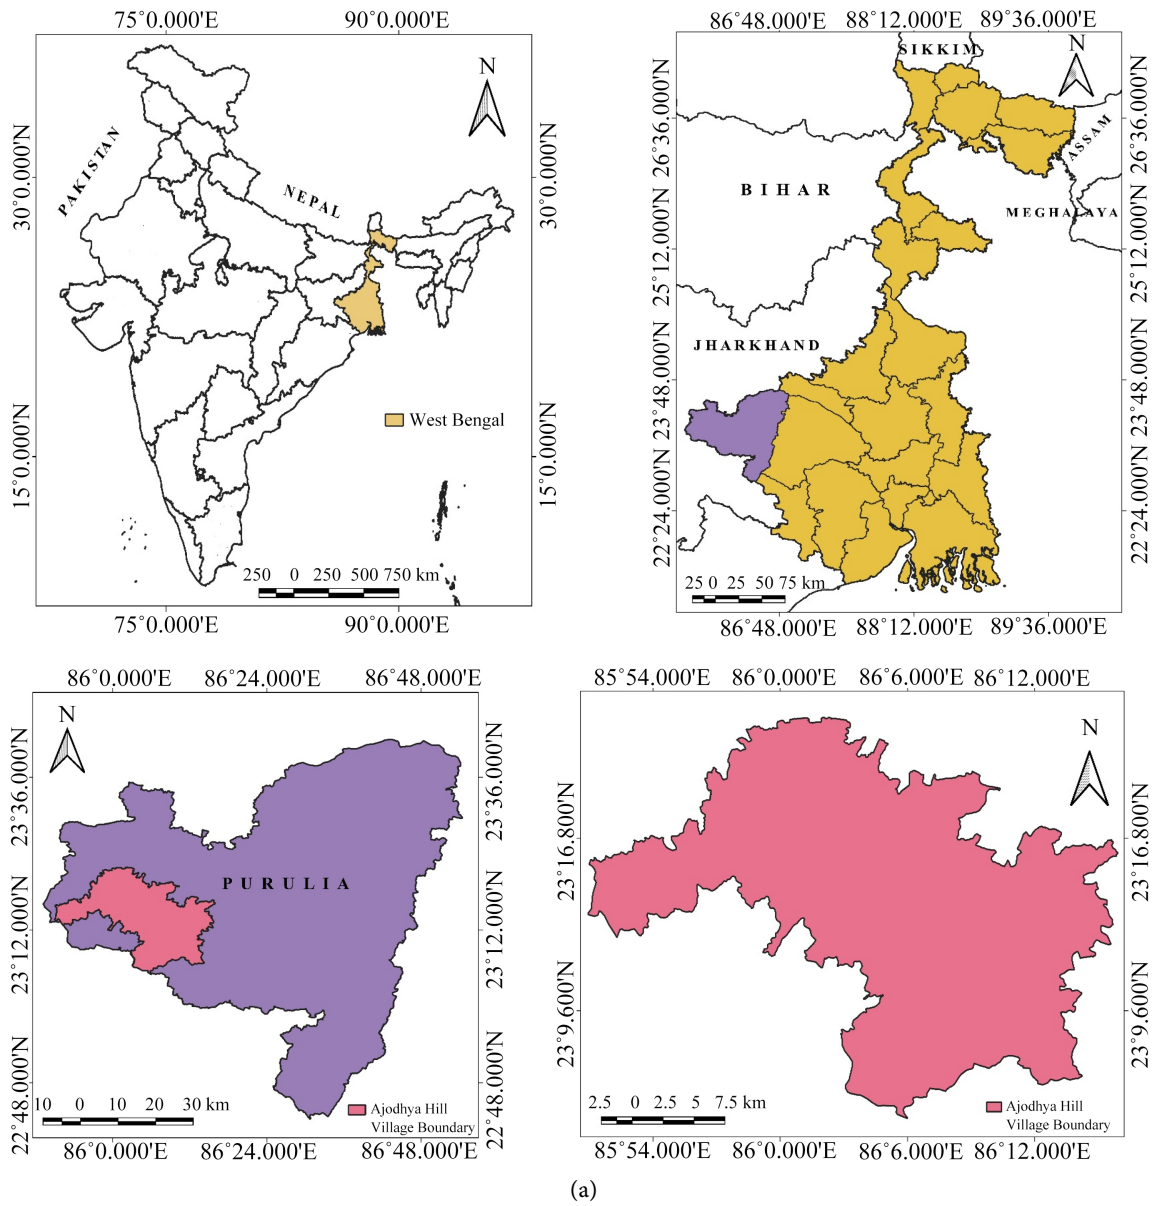 75°0.000'E 90°0.000'E
30°0.000'N
15°0.000'N
N
PAKISTAN
NEPAL
West Bengal
250 0 250 500 750 km
30°0.000'N
15°0.000'N
75°0.000'E 90°0.000'E
86°48.000'E 88°12.000'E 89°36.000'E
26°36.000'N
25°12.000'N
23°48.000'N
22°24.000'N
SIKKIM
N
ASSAM
BIHAR
MEGHALAYA
JHARKHAND
25 0 25 50 75 km
26°36.000'N
25°12.000'N
23°48.000'N
22°24.000'N
86°48.000'E 88°12.000'E 89°36.000'E
86°0.000'E 86°24.000'E 86°48.000'E
23°36.000'N
23°12.000'N
22°48.000'N
N
PURULIA
10 0 10 20 30 km
Ajodhya Hill
Village Boundary
23°36.000'N
23°12.000'N
22°48.000'N
86°0.000'E 86°24.000'E 86°48.000'E
85°54.000'E 86°0.000'E 86°6.000'E 86°12.000'E
23°16.800'N
23°9.600'N
N
2.5 0 2.5 5 7.5 km
Ajodhya Hill
Village Boundary
23°16.800'N
23°9.600'N
85°54.000'E 86°0.000'E 86°6.000'E 86°12.000'E
(a)